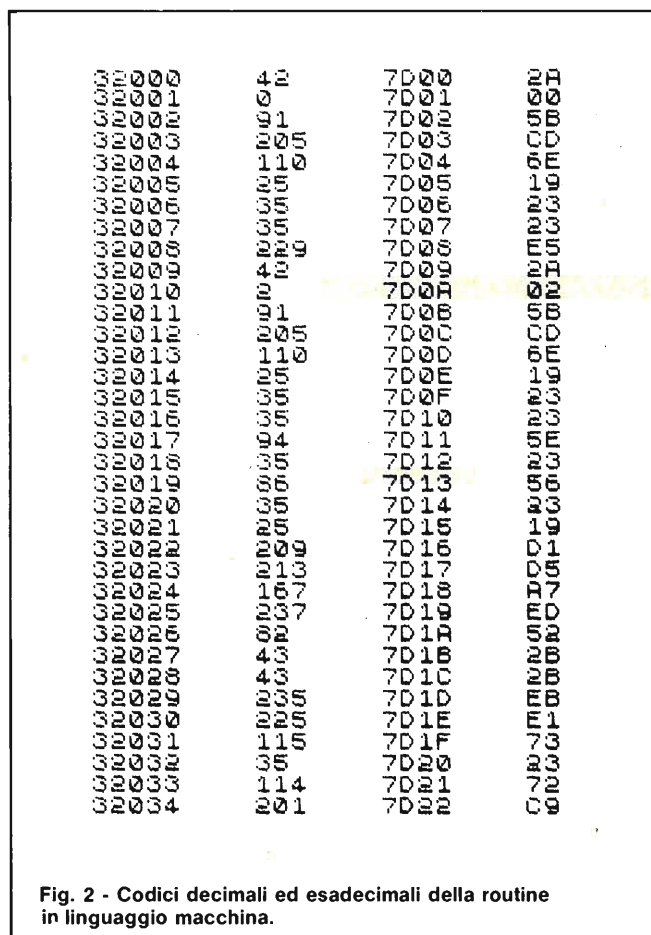 32000 42 7D00 2A
32001 0 7D01 00
32002 91 7D02 5B
32003 205 7D03 CD
32004 110 7D04 6E
32005 25 7D05 19
32006 35 7D06 23
32007 35 7D07 23
32008 229 7D08 E5
32009 42 7D09 2A
32010 2 7D0A 02
32011 91 7D0B 5B
32012 205 7D0C CD
32013 110 7D0D 6E
32014 25 7D0E 19
32015 35 7D0F 23
32016 35 7D10 23
32017 94 7D11 5E
32018 35 7D12 23
32019 86 7D13 56
32020 35 7D14 23
32021 25 7D15 19
32022 209 7D16 D1
32023 213 7D17 D5
32024 167 7D18 A7
32025 237 7D19 ED
32026 82 7D1A 52
32027 43 7D1B 2B
32028 43 7D1C 2B
32029 235 7D1D EB
32030 225 7D1E E1
32031 115 7D1F 73
32032 35 7D20 23
32033 114 7D21 72
32034 201 7D22 C9
Fig. 2 - Codici decimali ed esadecimali della routine
in linguaggio macchina.